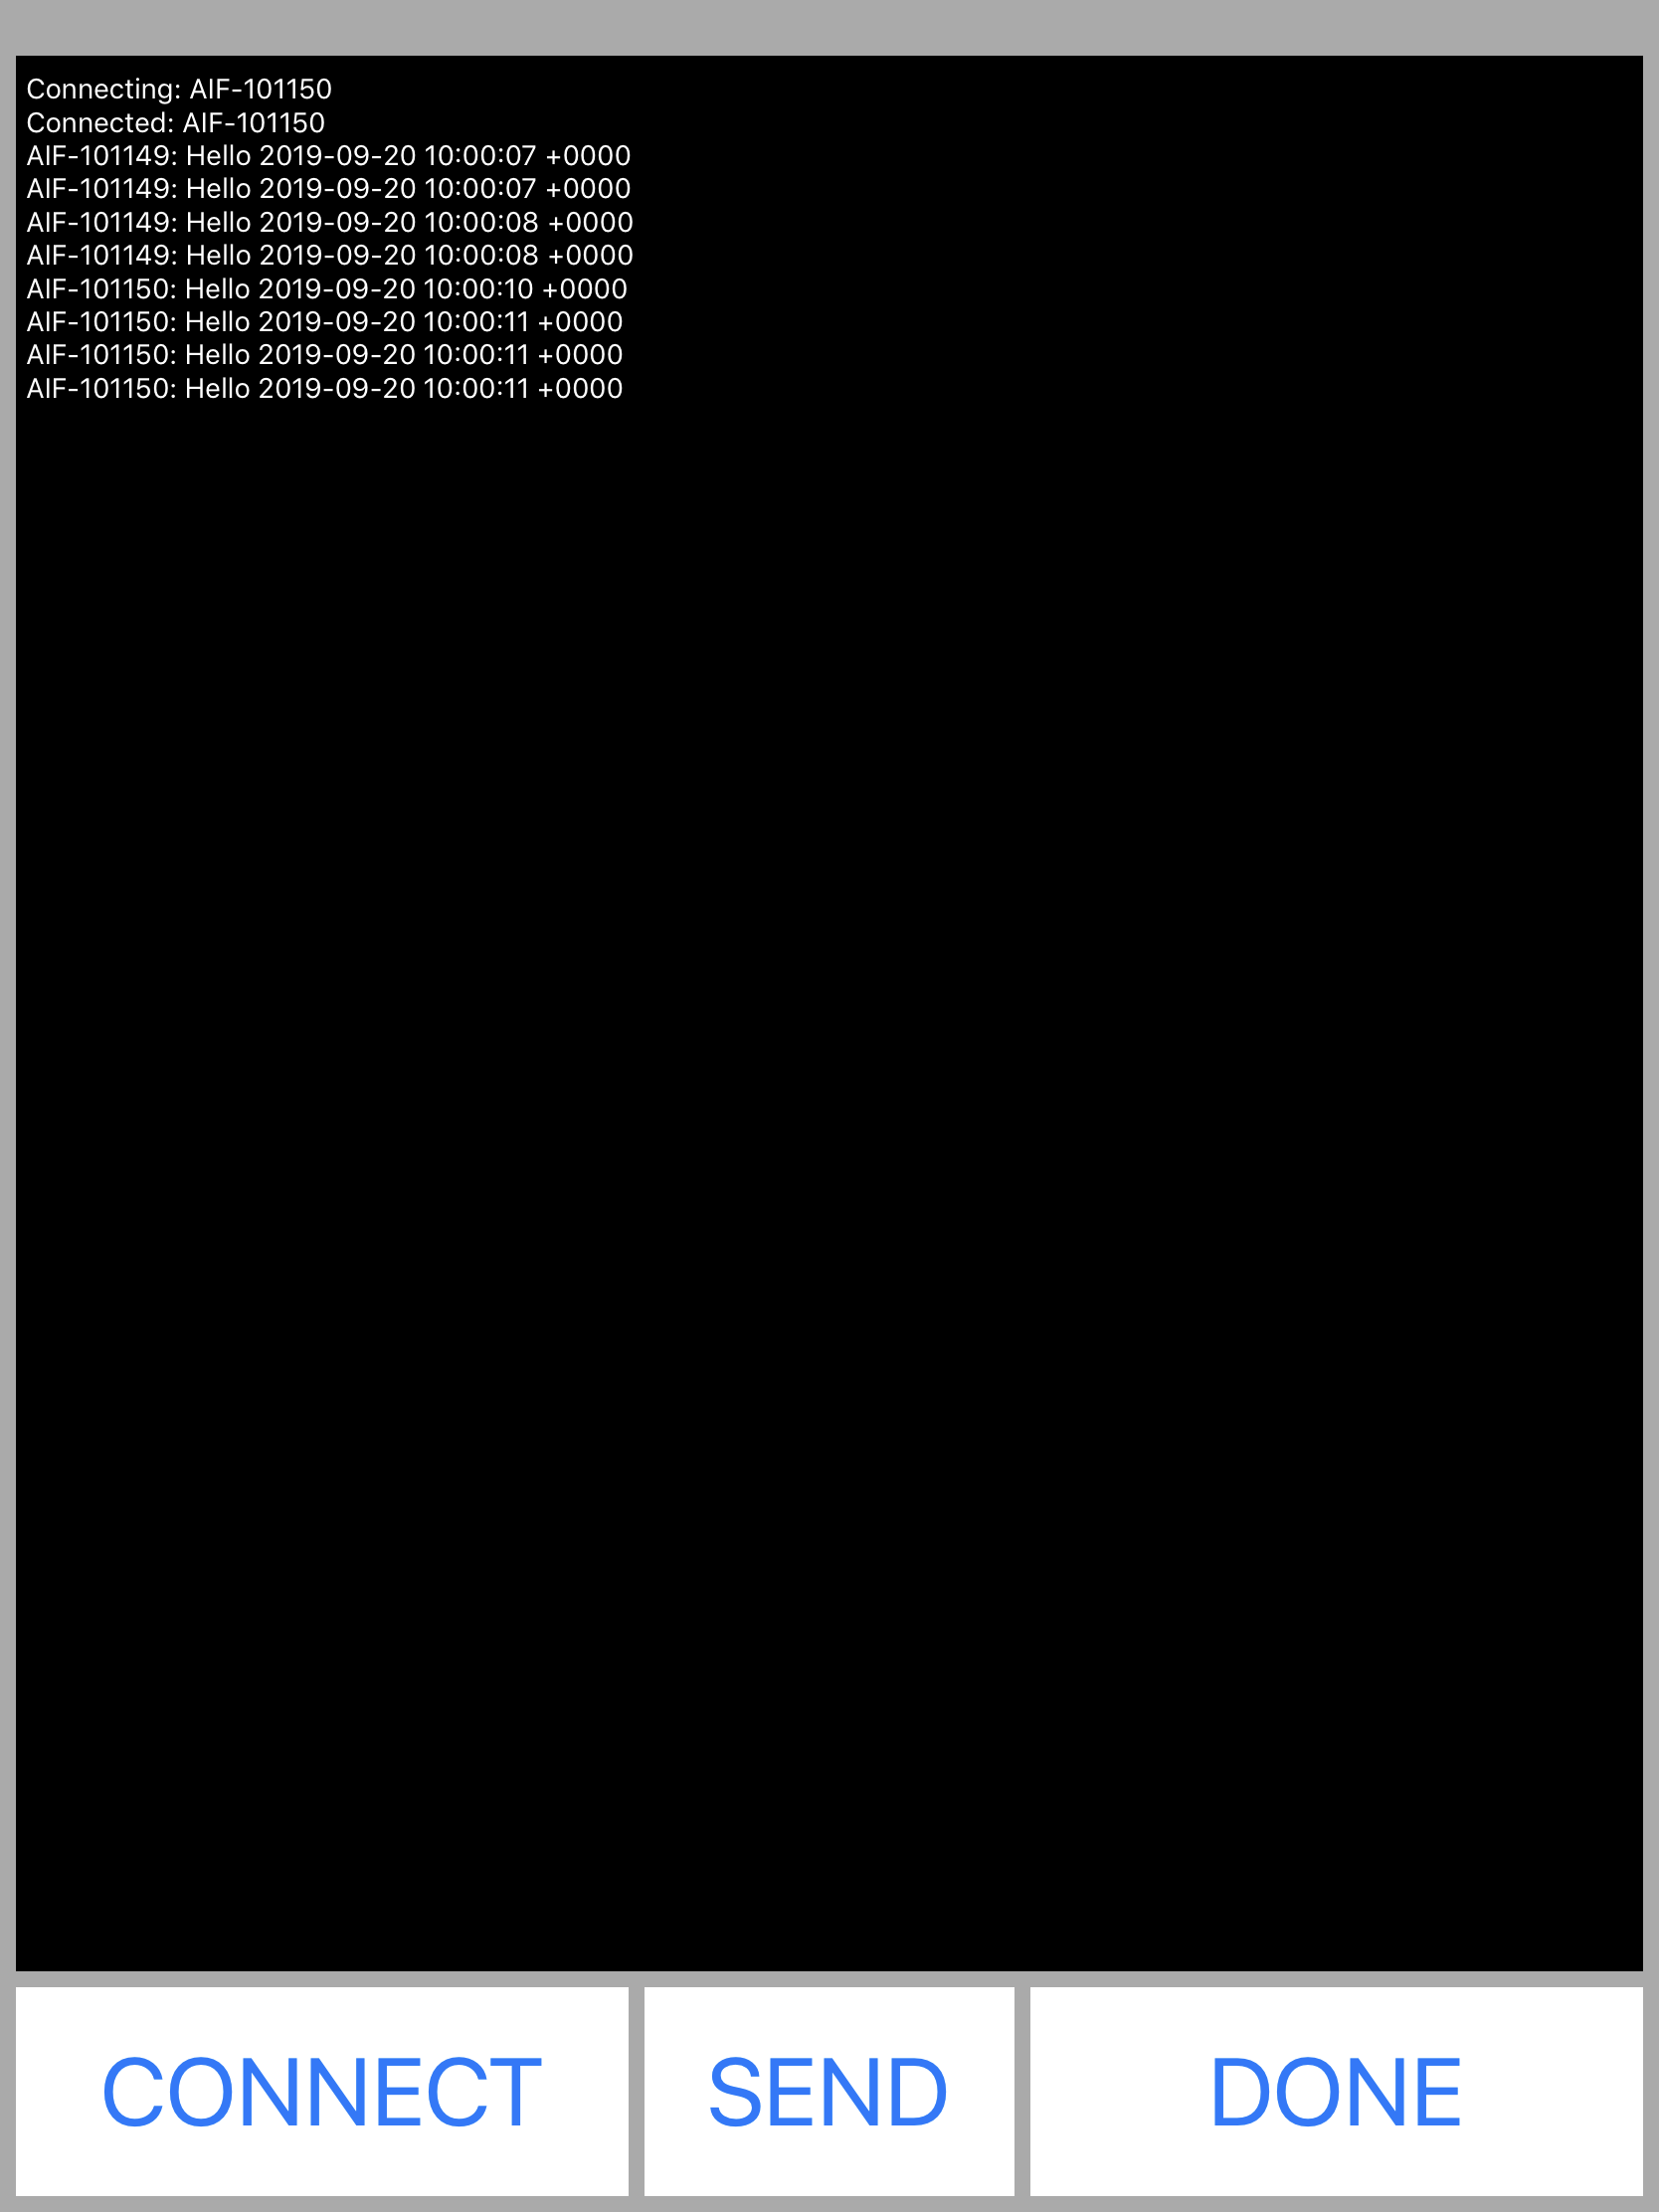 Connecting: AIF-101150
Connected: AIF-101150
AIF-101149: Hello 2019-09-20 10:00:07 +0000
AIF-101149: Hello 2019-09-20 10:00:07 +0000
AIF-101149: Hello 2019-09-20 10:00:08 +0000
AIF-101149: Hello 2019-09-20 10:00:08 +0000
AIF-101150: Hello 2019-09-20 10:00:10 +0000
AIF-101150: Hello 2019-09-20 10:00:11 +0000
AIF-101150: Hello 2019-09-20 10:00:11 +0000
AIF-101150: Hello 2019-09-20 10:00:11 +0000
CONNECT SEND DONE